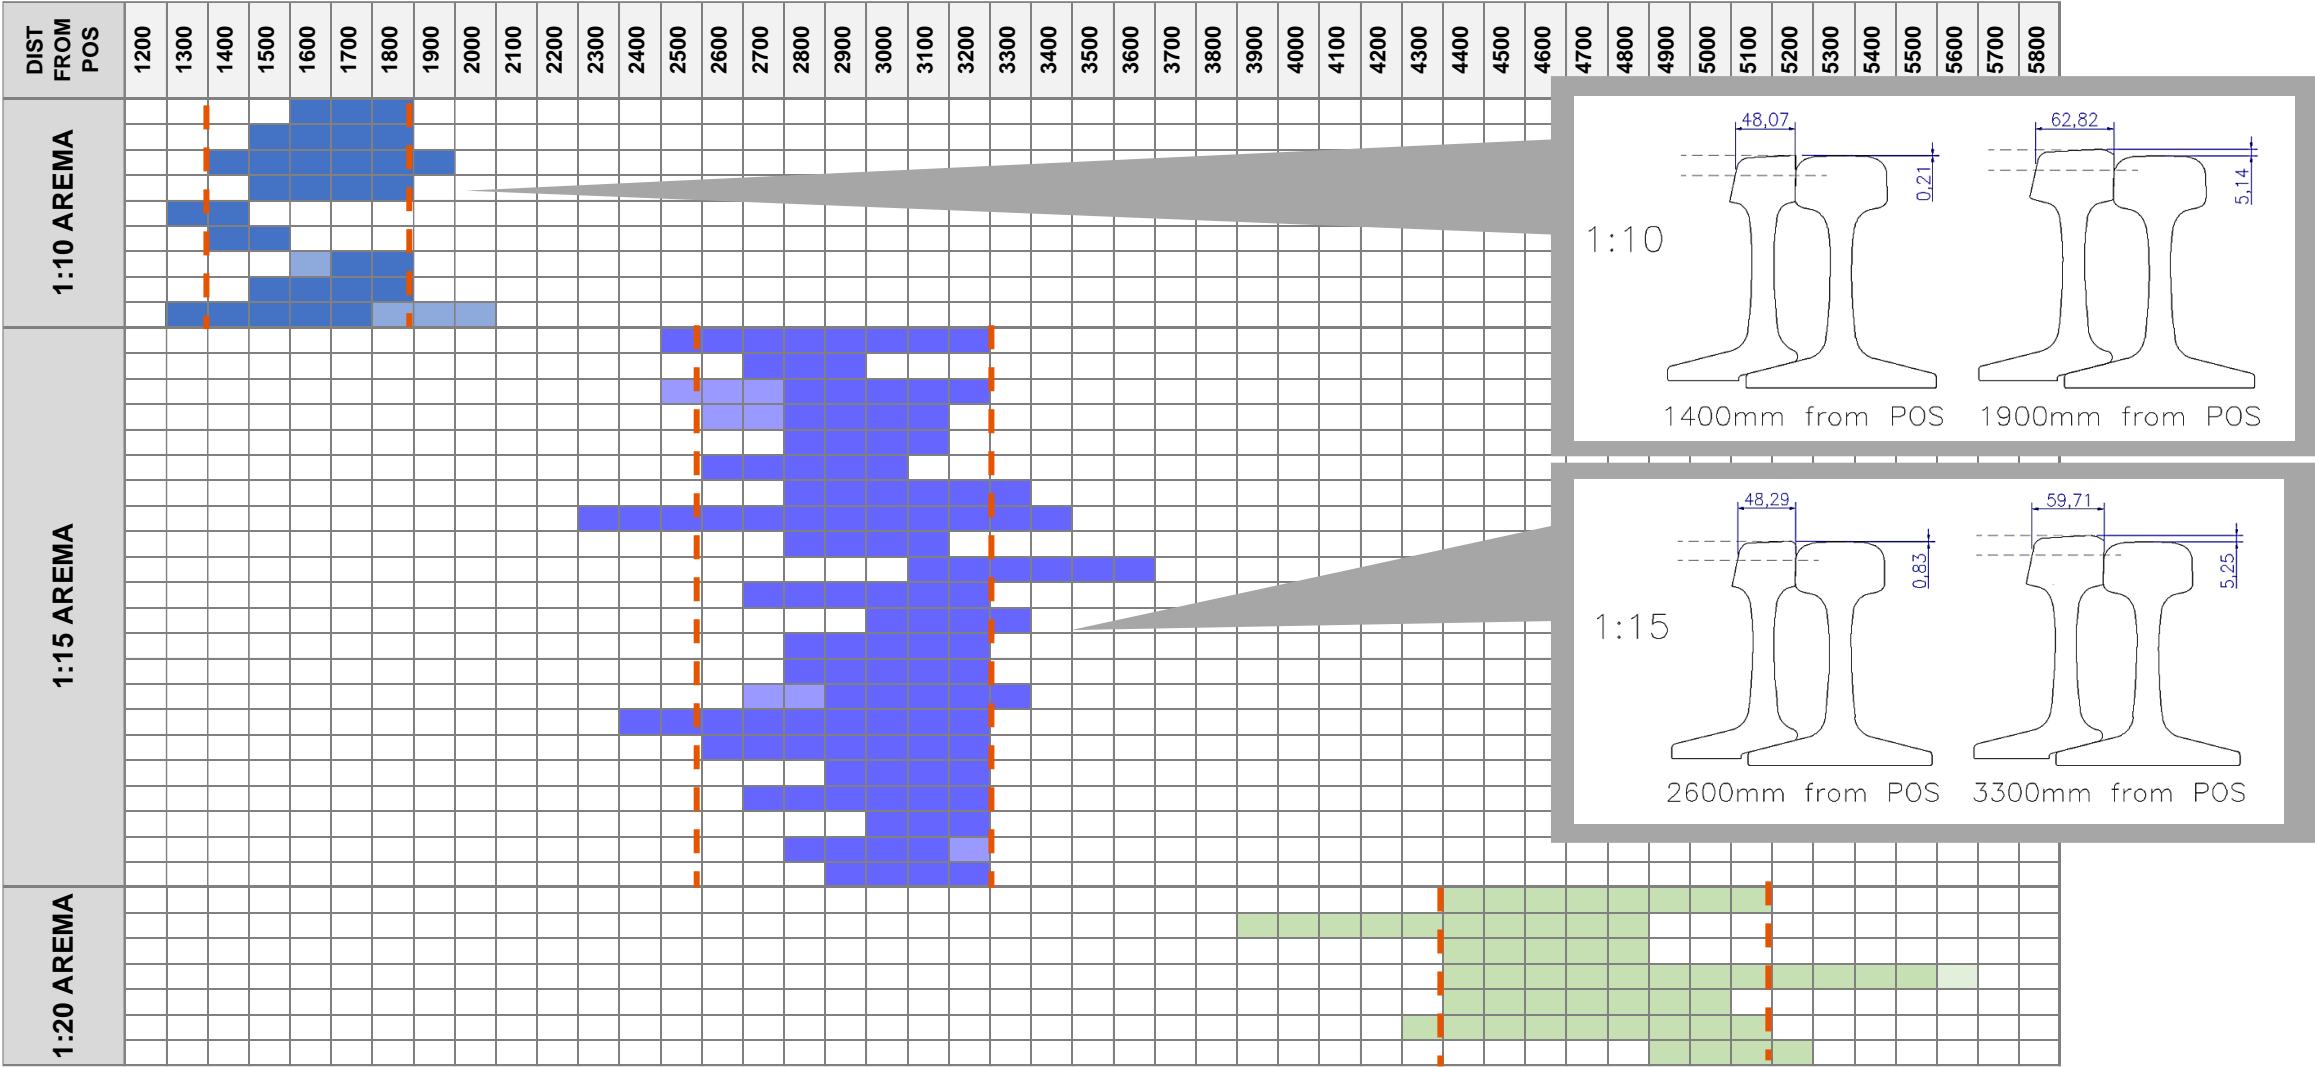 DIST
FROM
POS
1200 1300 1400 1500 1600 1700 1800 1900 2000 2100 2200 2300 2400 2500 2600 2700 2800 2900 3000 3100 3200 3300 3400 3500 3600 3700 3800 3900 4000 4100 4200 4300 4400 4500 4600 4700 4800 4900 5000 5100 5200 5300 5400 5500 5600 5700 5800
1:10 AREMA
48,07
0,21
62,82
5,14
1:10
1400mm from POS
1900mm from POS
1:15 AREMA
48,29
0,83
59,71
5,25
1:15
2600mm from POS
3300mm from POS
1:20 AREMA